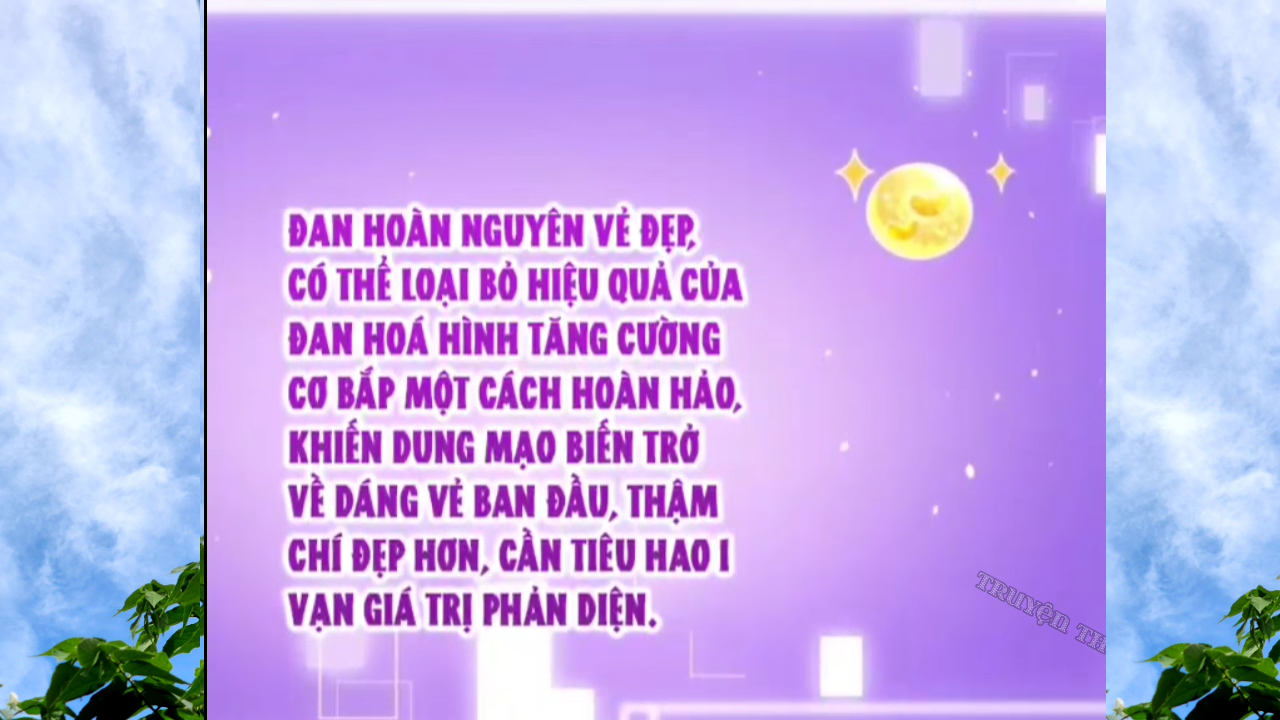 ĐAN HOÀN NGUYÊN VẺ ĐẸP,
CÓ THỂ LOẠI BỎ HIỆU QUẢ CỦA
ĐAN HOÁ HÌNH TĂNG CƯỜNG
CƠ BẮP MỘT CÁCH HOÀN HẢO,
KHIẾN DUNG MẠO BIẾN TRỞ
VỀ DÁNG VẺ BAN ĐẦU, THẬM
CHÍ ĐẸP HƠN, CẦN TIÊU HAO 1
VẠN GIÁ TRỊ PHẢN DIỆN.
TRUYỆN TH